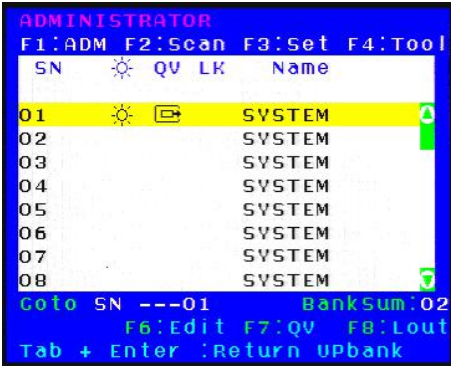 ADMINISTRATOR
F1:ADM F2:Scan F3:Set F4:Tool
SN QV LK Name
01 SYSTEM
02 SYSTEM
03 SYSTEM
04 SYSTEM
05 SYSTEM
06 SYSTEM
07 SYSTEM
08 SYSTEM
Goto SN ---01 BankSum:02
F6:Edit F7:QV F8:Lout
Tab + Enter :Return UPbank